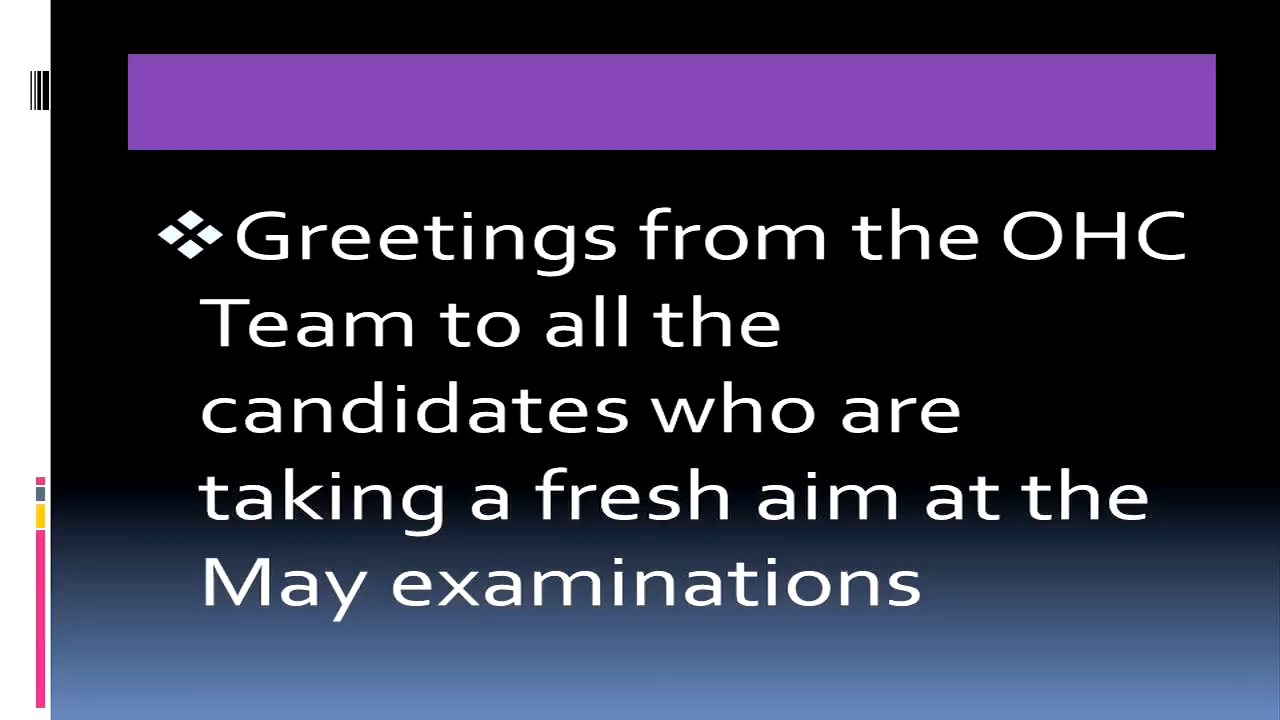 ❖Greetings from the OHC
Team to all the
candidates who are
taking a fresh aim at the
May examinations